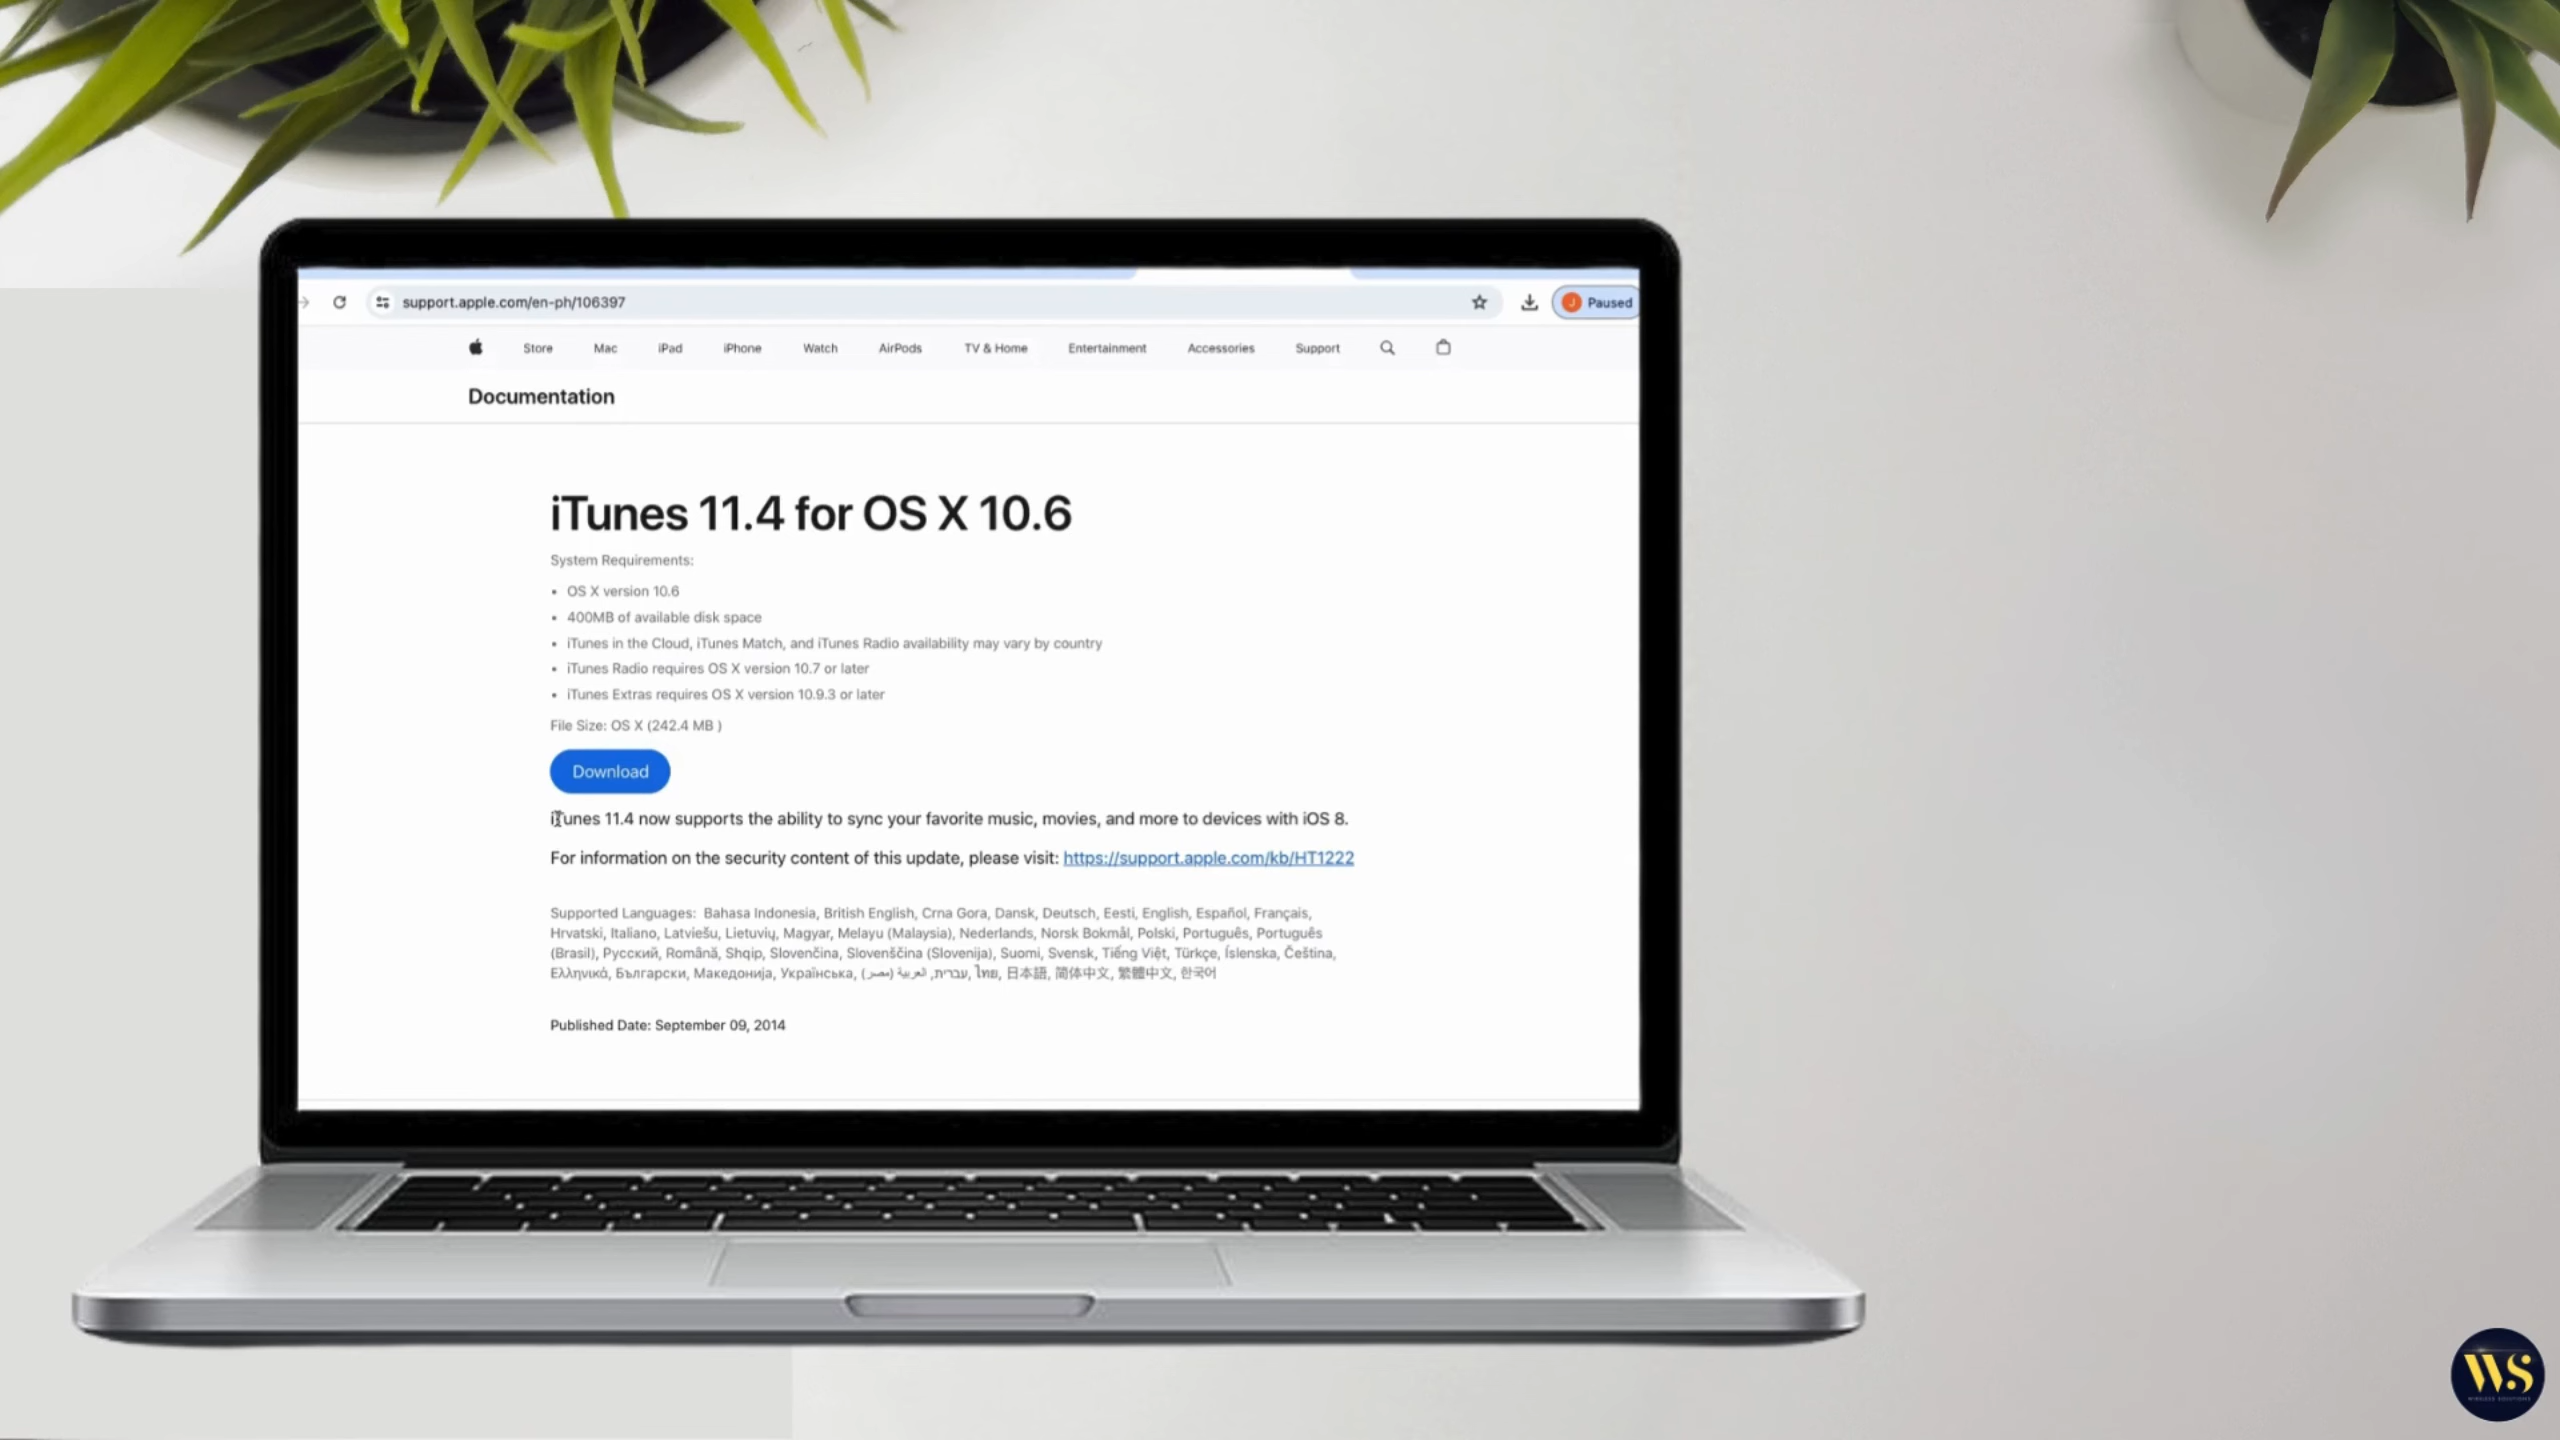 support.apple.com/en-ph/106397
Paused
Store Mac iPad iPhone Watch AirPods TV & Home Entertainment Accessories Support
Documentation
iTunes 11.4 for OS X 10.6
System Requirements:
• OS X version 10.6
• 400MB of available disk space
• iTunes in the Cloud, iTunes Match, and iTunes Radio availability may vary by country
• iTunes Radio requires OS X version 10.7 or later
• iTunes Extras requires OS X version 10.9.3 or later
File Size: OS X (242.4 MB )
Download
iTunes 11.4 now supports the ability to sync your favorite music, movies, and more to devices with iOS 8.
For information on the security content of this update, please visit: https://support.apple.com/kb/HT1222
Supported Languages: Bahasa Indonesia, British English, Crna Gora, Dansk, Deutsch, Eesti, English, Español, Français,
Hrvatski, Italiano, Latviešu, Lietuvių, Magyar, Melayu (Malaysia), Nederlands, Norsk Bokmål, Polski, Português, Português
(Brasil), Русский, Română, Shqip, Slovenčina, Slovenščina (Slovenija), Suomi, Svensk, Tiếng Việt, Türkçe, Íslenska, Čeština,
Ελληνικά, Български, Македонија, Українська, עברית, العربية (مصر), ไทย, 日本語, 简体中文, 繁體中文, 한국어
Published Date: September 09, 2014
WS